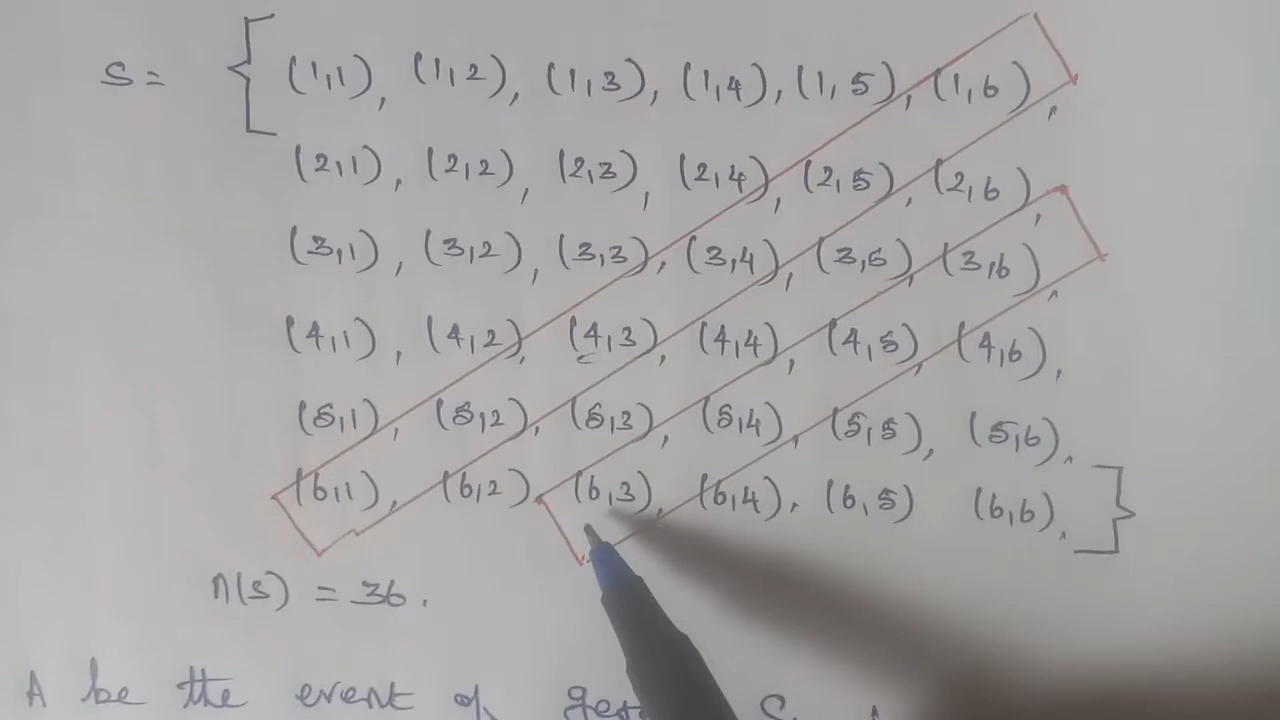 S = { (1,1), (1,2), (1,3), (1,4), (1,5), (1,6),
(2,1), (2,2), (2,3), (2,4), (2,5), (2,6),
(3,1), (3,2), (3,3), (3,4), (3,5), (3,6),
(4,1), (4,2), (4,3), (4,4), (4,5), (4,6),
(5,1), (5,2), (5,3), (5,4), (5,5), (5,6),
(6,1), (6,2), (6,3), (6,4), (6,5) (6,6), }
n(S) = 36.
A be the event of